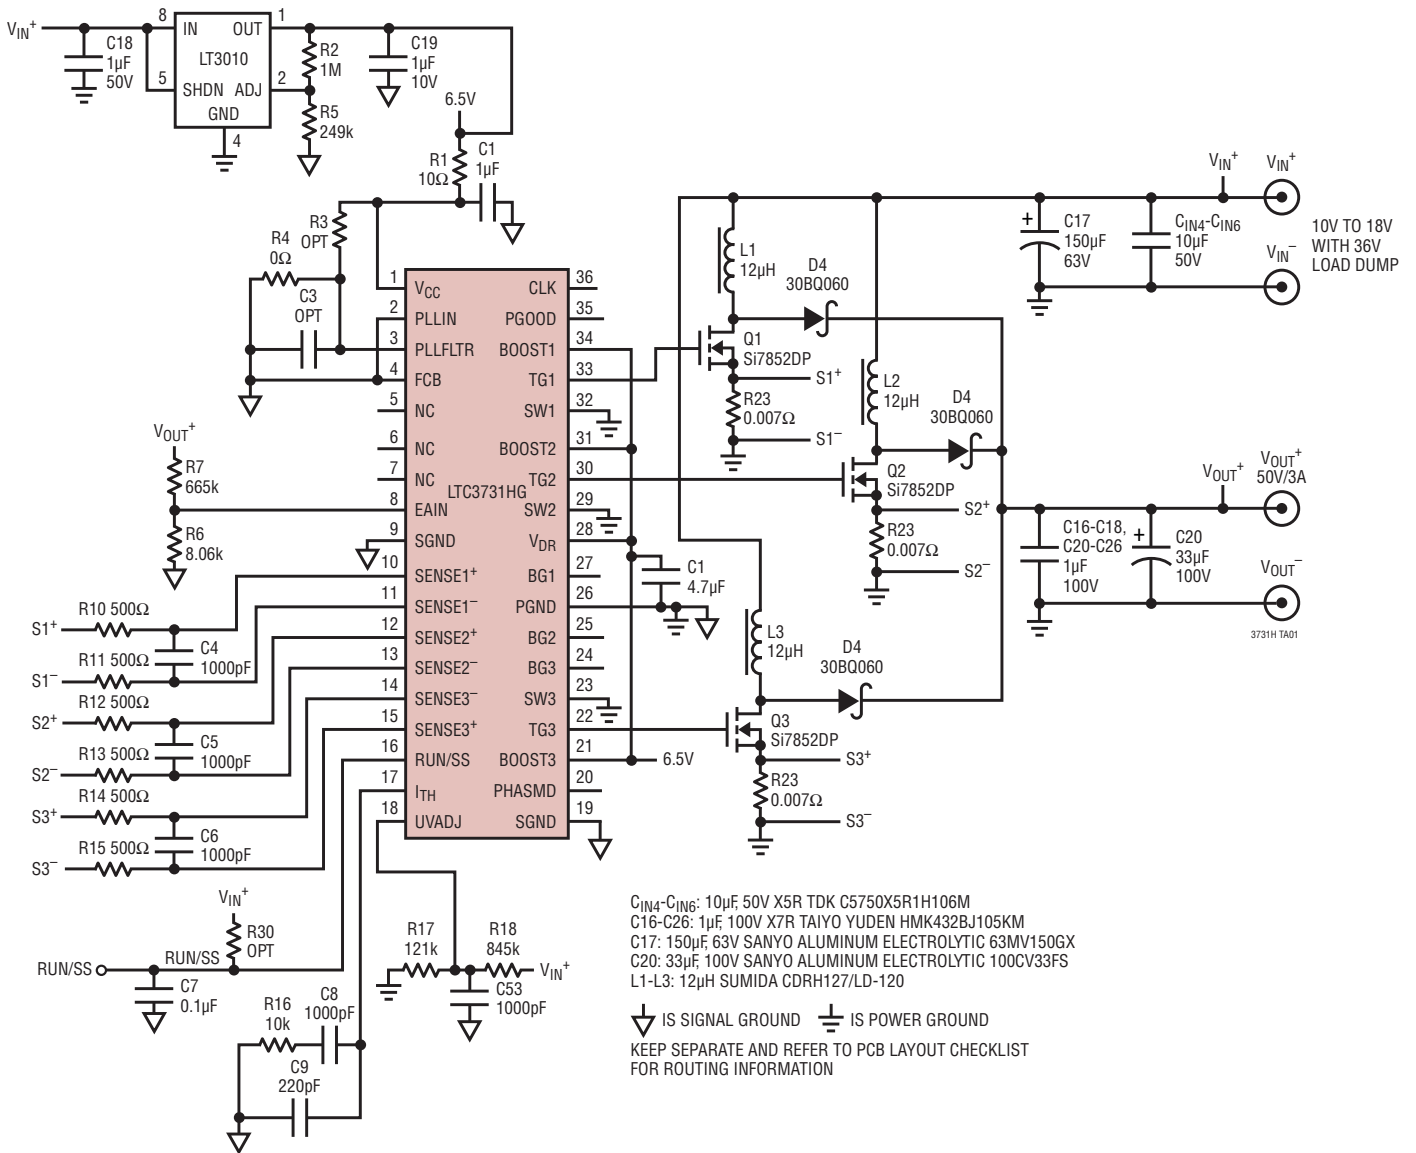 VIN+
8
IN
OUT
1
LT3010
5
SHDN
ADJ
2
GND
4
C18
1µF
50V
R2
1M
R5
249k
C19
1µF
10V
6.5V
R1
10Ω
C1
1µF
R3
OPT
R4
0Ω
C3
OPT
1
VCC
2
PLLIN
3
PLLFLTR
4
FCB
5
NC
6
NC
7
NC
8
EAIN
9
SGND
10
SENSE1+
11
SENSE1–
12
SENSE2+
13
SENSE2–
14
SENSE3–
15
SENSE3+
16
RUN/SS
17
ITH
18
UVADJ
LTC3731HG
CLK
36
PGOOD
35
BOOST1
34
TG1
33
SW1
32
BOOST2
31
TG2
30
SW2
29
VDR
28
BG1
27
PGND
26
BG2
25
BG3
24
SW3
23
TG3
22
BOOST3
21
PHASMD
20
SGND
19
VOUT+
R7
665k
R6
8.06k
S1+
R10 500Ω
C4
1000pF
R11 500Ω
S1–
R12 500Ω
S2+
C5
1000pF
R13 500Ω
S2–
R14 500Ω
S3+
C6
1000pF
R15 500Ω
S3–
VIN+
R30
OPT
RUN/SS
RUN/SS
C7
0.1µF
R16
10k
C8
1000pF
C9
220pF
R17
121k
R18
845k
VIN+
C53
1000pF
C1
4.7µF
6.5V
L1
12µH
D4
30BQ060
Q1
Si7852DP
S1+
R23
0.007Ω
S1–
L2
12µH
D4
30BQ060
Q2
Si7852DP
S2+
R23
0.007Ω
S2–
L3
12µH
D4
30BQ060
Q3
Si7852DP
S3+
R23
0.007Ω
S3–
VIN+
VIN+
+
C17
150µF
63V
CIN4-CIN6
10µF
50V
VIN–
10V TO 18V
WITH 36V
LOAD DUMP
VOUT+
VOUT+
50V/3A
C16-C18,
C20-C26
1µF
100V
+
C20
33µF
100V
VOUT–
3731H TA01
CIN4-CIN6: 10µF, 50V X5R TDK C5750X5R1H106M
C16-C26: 1µF, 100V X7R TAIYO YUDEN HMK432BJ105KM
C17: 150µF, 63V SANYO ALUMINUM ELECTROLYTIC 63MV150GX
C20: 33µF, 100V SANYO ALUMINUM ELECTROLYTIC 100CV33FS
L1-L3: 12µH SUMIDA CDRH127/LD-120
IS SIGNAL GROUND
IS POWER GROUND
KEEP SEPARATE AND REFER TO PCB LAYOUT CHECKLIST
FOR ROUTING INFORMATION